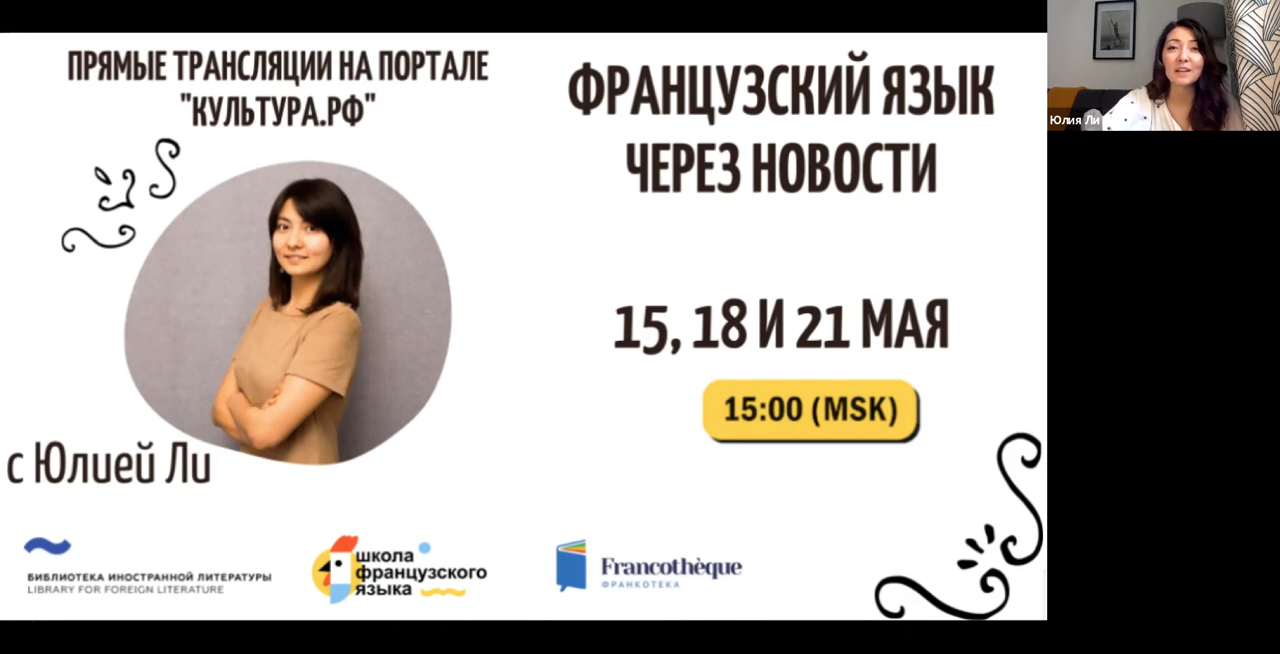 ПРЯМЫЕ ТРАНСЛЯЦИИ НА ПОРТАЛЕ
"КУЛЬТУРА.РФ"
с Юлией Ли
ФРАНЦУЗСКИЙ ЯЗЫК
ЧЕРЕЗ НОВОСТИ
15, 18 И 21 МАЯ
15:00 (MSK)
БИБЛИОТЕКА ИНОСТРАННОЙ ЛИТЕРАТУРЫ
LIBRARY FOR FOREIGN LITERATURE
школа
французского
языка
Francothèque
ФРАНКОТЕКА
Юлия Ли